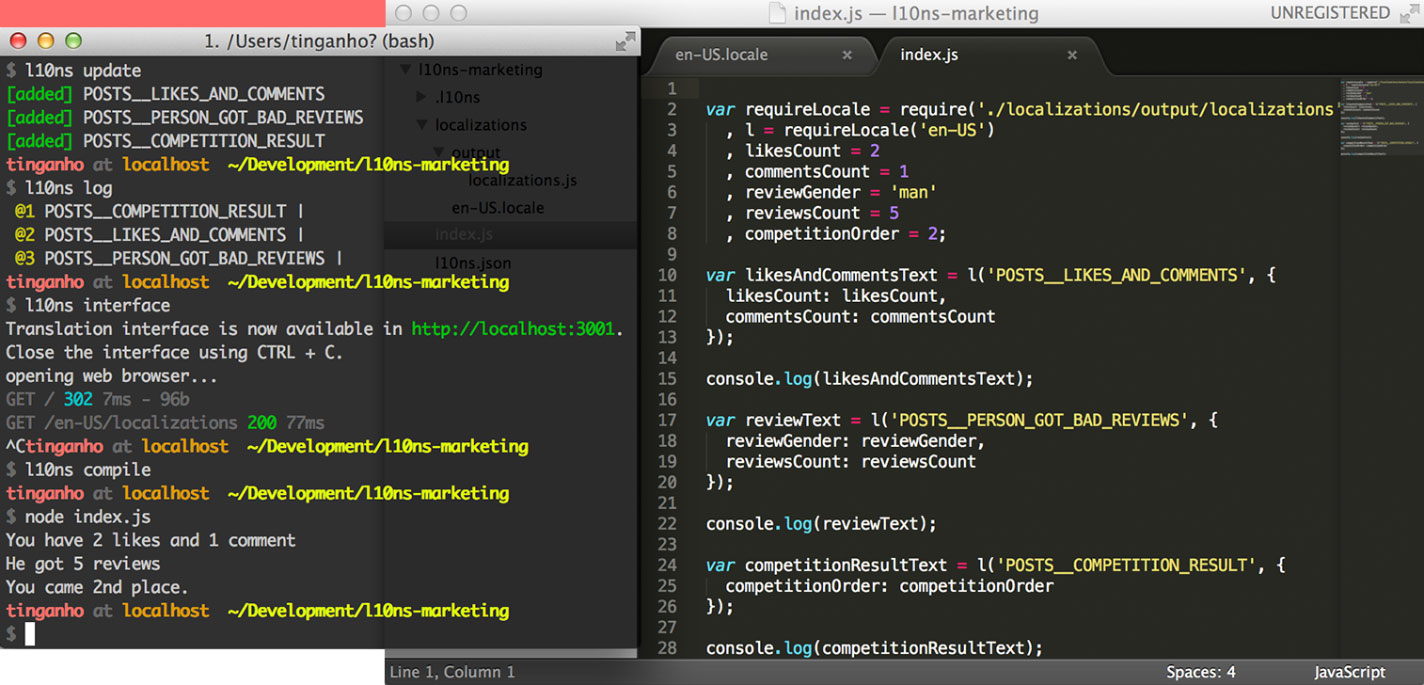 index.js — l10ns-marketing
UNREGISTERED
1. /Users/tinganho? (bash)
$ l10ns update
[added] POSTS__LIKES_AND_COMMENTS
[added] POSTS__PERSON_GOT_BAD_REVIEWS
[added] POSTS__COMPETITION_RESULT
tinganho at localhost ~/Development/l10ns-marketing
$ l10ns log
@1 POSTS__COMPETITION_RESULT |
@2 POSTS__LIKES_AND_COMMENTS |
@3 POSTS__PERSON_GOT_BAD_REVIEWS |
tinganho at localhost ~/Development/l10ns-marketing
$ l10ns interface
Translation interface is now available in http://localhost:3001.
Close the interface using CTRL + C.
opening web browser...
GET / 302 7ms - 96b
GET /en-US/localizations 200 77ms
^Ctinganho at localhost ~/Development/l10ns-marketing
$ l10ns compile
tinganho at localhost ~/Development/l10ns-marketing
$ node index.js
You have 2 likes and 1 comment
He got 5 reviews
You came 2nd place.
tinganho at localhost ~/Development/l10ns-marketing
$
l10ns-marketing
.l10ns
localizations
output
localizations.js
en-US.locale
index.js
l10ns.json
en-US.locale ×
index.js ×
1
2 var requireLocale = require('./localizations/output/localizations
3 , l = requireLocale('en-US')
4 , likesCount = 2
5 , commentsCount = 1
6 , reviewGender = 'man'
7 , reviewsCount = 5
8 , competitionOrder = 2;
9
10 var likesAndCommentsText = l('POSTS__LIKES_AND_COMMENTS', {
11 likesCount: likesCount,
12 commentsCount: commentsCount
13 });
14
15 console.log(likesAndCommentsText);
16
17 var reviewText = l('POSTS__PERSON_GOT_BAD_REVIEWS', {
18 reviewGender: reviewGender,
19 reviewsCount: reviewsCount
20 });
21
22 console.log(reviewText);
23
24 var competitionResultText = l('POSTS__COMPETITION_RESULT', {
25 competitionOrder: competitionOrder
26 });
27
28 console.log(competitionResultText);
Line 1, Column 1
Spaces: 4
JavaScript